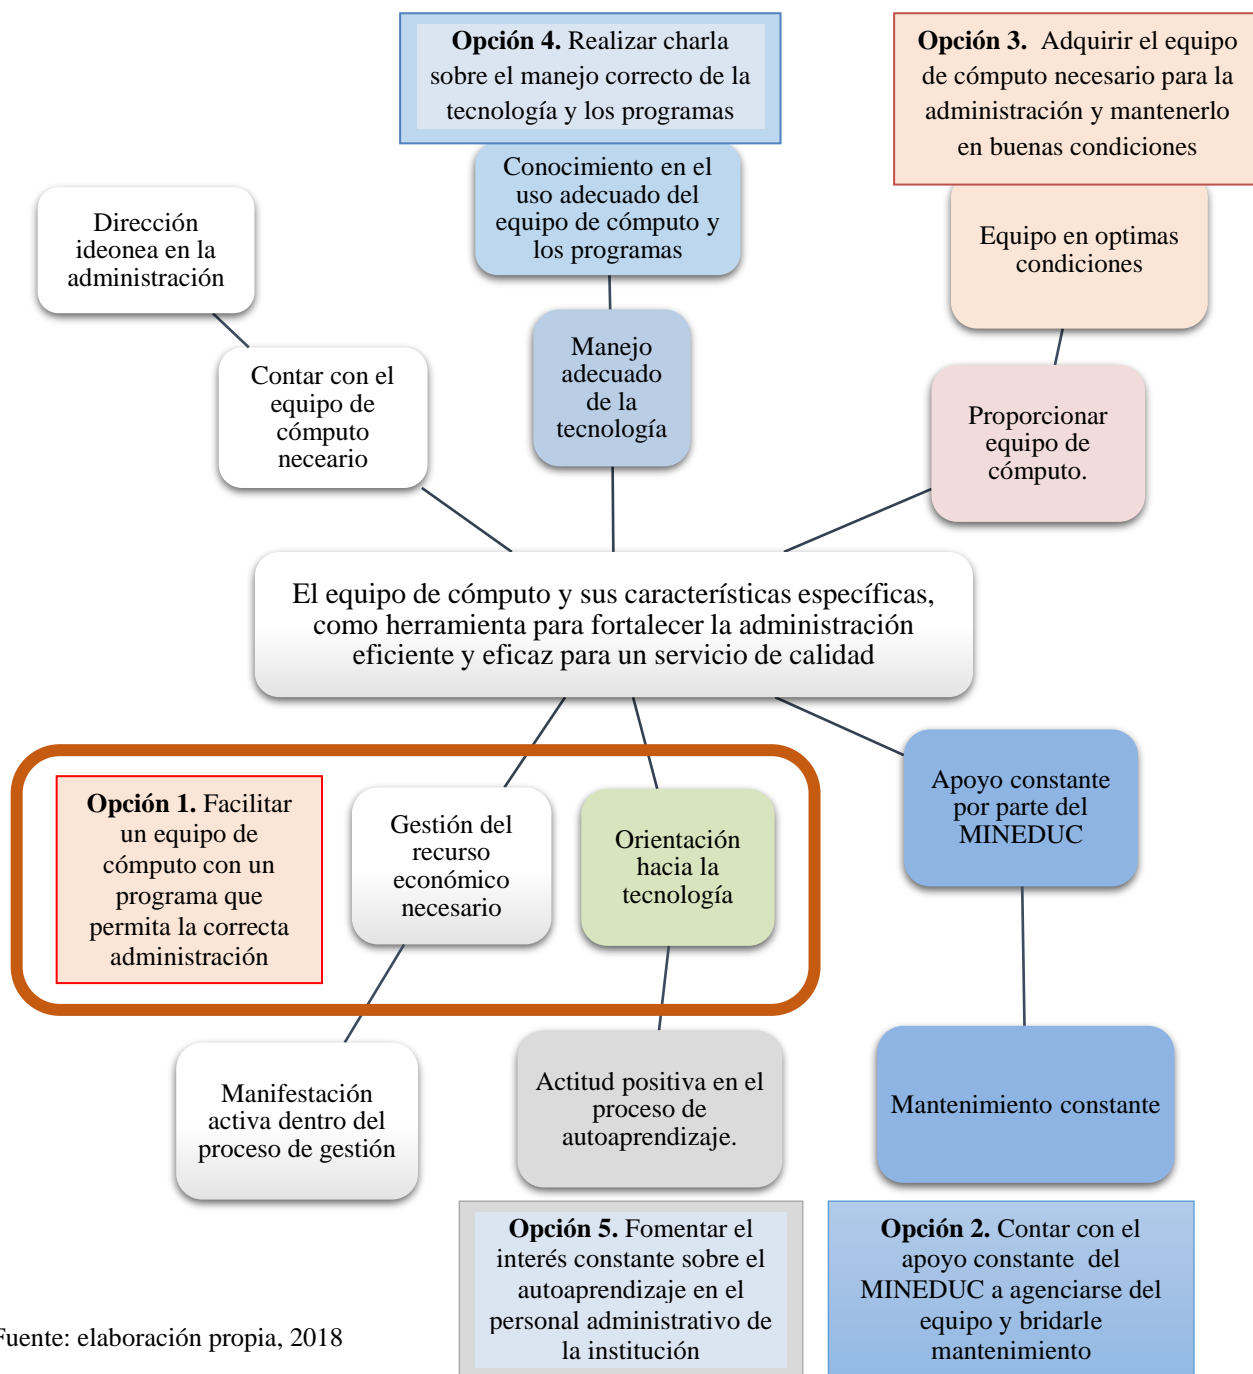 Opción 4. Realizar charla
sobre el manejo correcto de la
tecnología y los programas
Opción 3. Adquirir el equipo
de cómputo necesario para la
administración y mantenerlo
en buenas condiciones
Conocimiento en el
uso adecuado del
equipo de cómputo y
los programas
Dirección
ideonea en la
administración
Equipo en optimas
condiciones
Contar con el
equipo de
cómputo
neceario
Manejo
adecuado
de la
tecnología
Proporcionar
equipo de
cómputo.
El equipo de cómputo y sus características específicas,
como herramienta para fortalecer la administración
eficiente y eficaz para un servicio de calidad
Opción 1. Facilitar
un equipo de
cómputo con un
programa que
permita la correcta
administración
Gestión del
recurso
económico
necesario
Orientación
hacia la
tecnología
Apoyo constante
por parte del
MINEDUC
Manifestación
activa dentro del
proceso de gestión
Actitud positiva en el
proceso de
autoaprendizaje.
Mantenimiento constante
Opción 5. Fomentar el
interés constante sobre el
autoaprendizaje en el
personal administrativo de
la institución
Opción 2. Contar con el
apoyo constante del
MINEDUC a agenciarse del
equipo y bridarle
mantenimiento
Fuente: elaboración propia, 2018